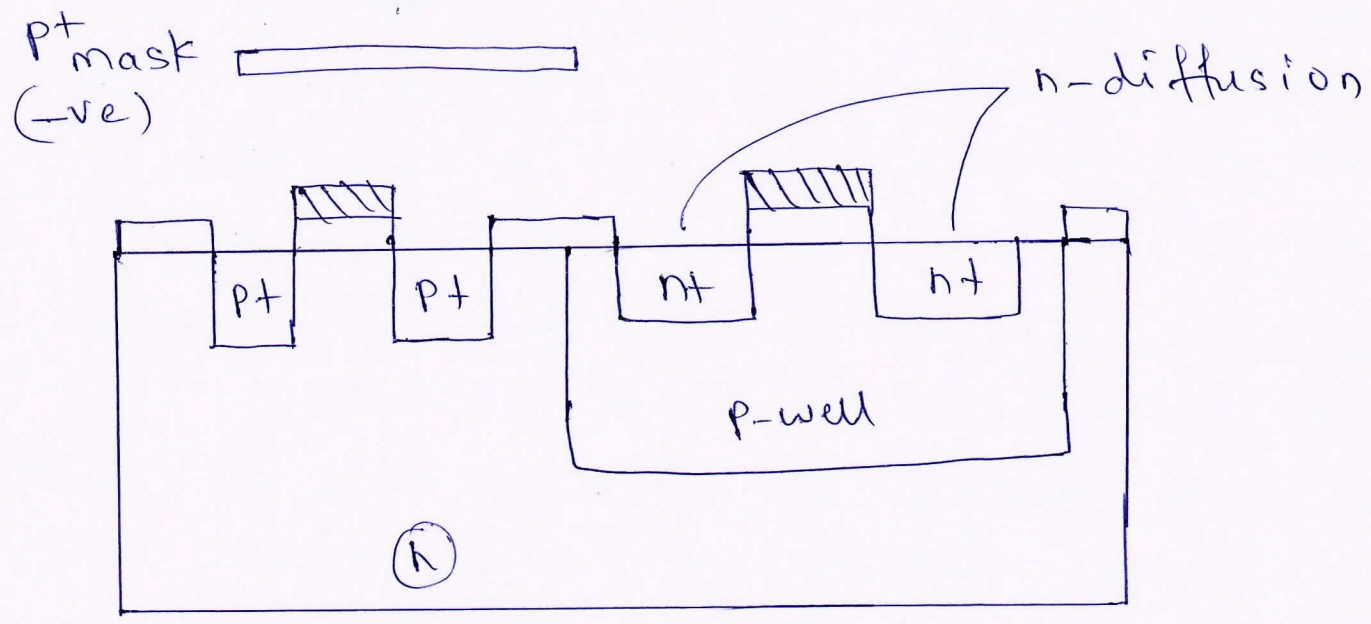 p+ mask
(-ve)
n-diffusion
p+
p+
n+
n+
p-well
n